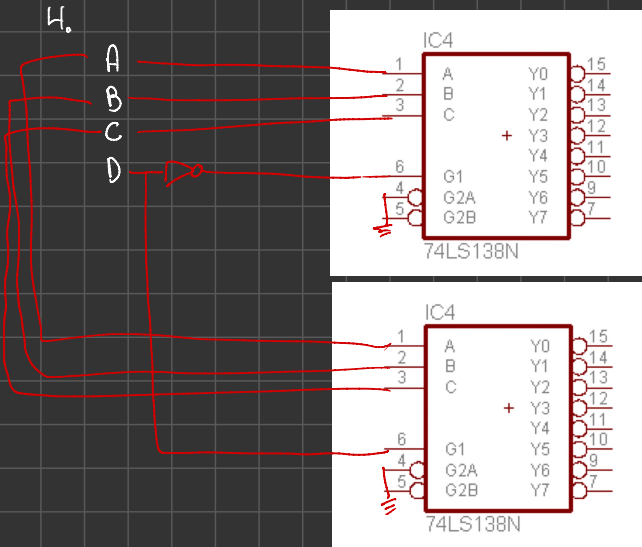 4.
IC4
A
1 A Y0 15
B
2 B Y1 14
3 C Y2 13
C
Y3 12
Y4 11
D
6 G1 Y5 10
4 G2A Y6 9
5 G2B Y7 7
74LS138N
IC4
1 A Y0 15
2 B Y1 14
3 C Y2 13
Y3 12
Y4 11
6 G1 Y5 10
4 G2A Y6 9
5 G2B Y7 7
74LS138N